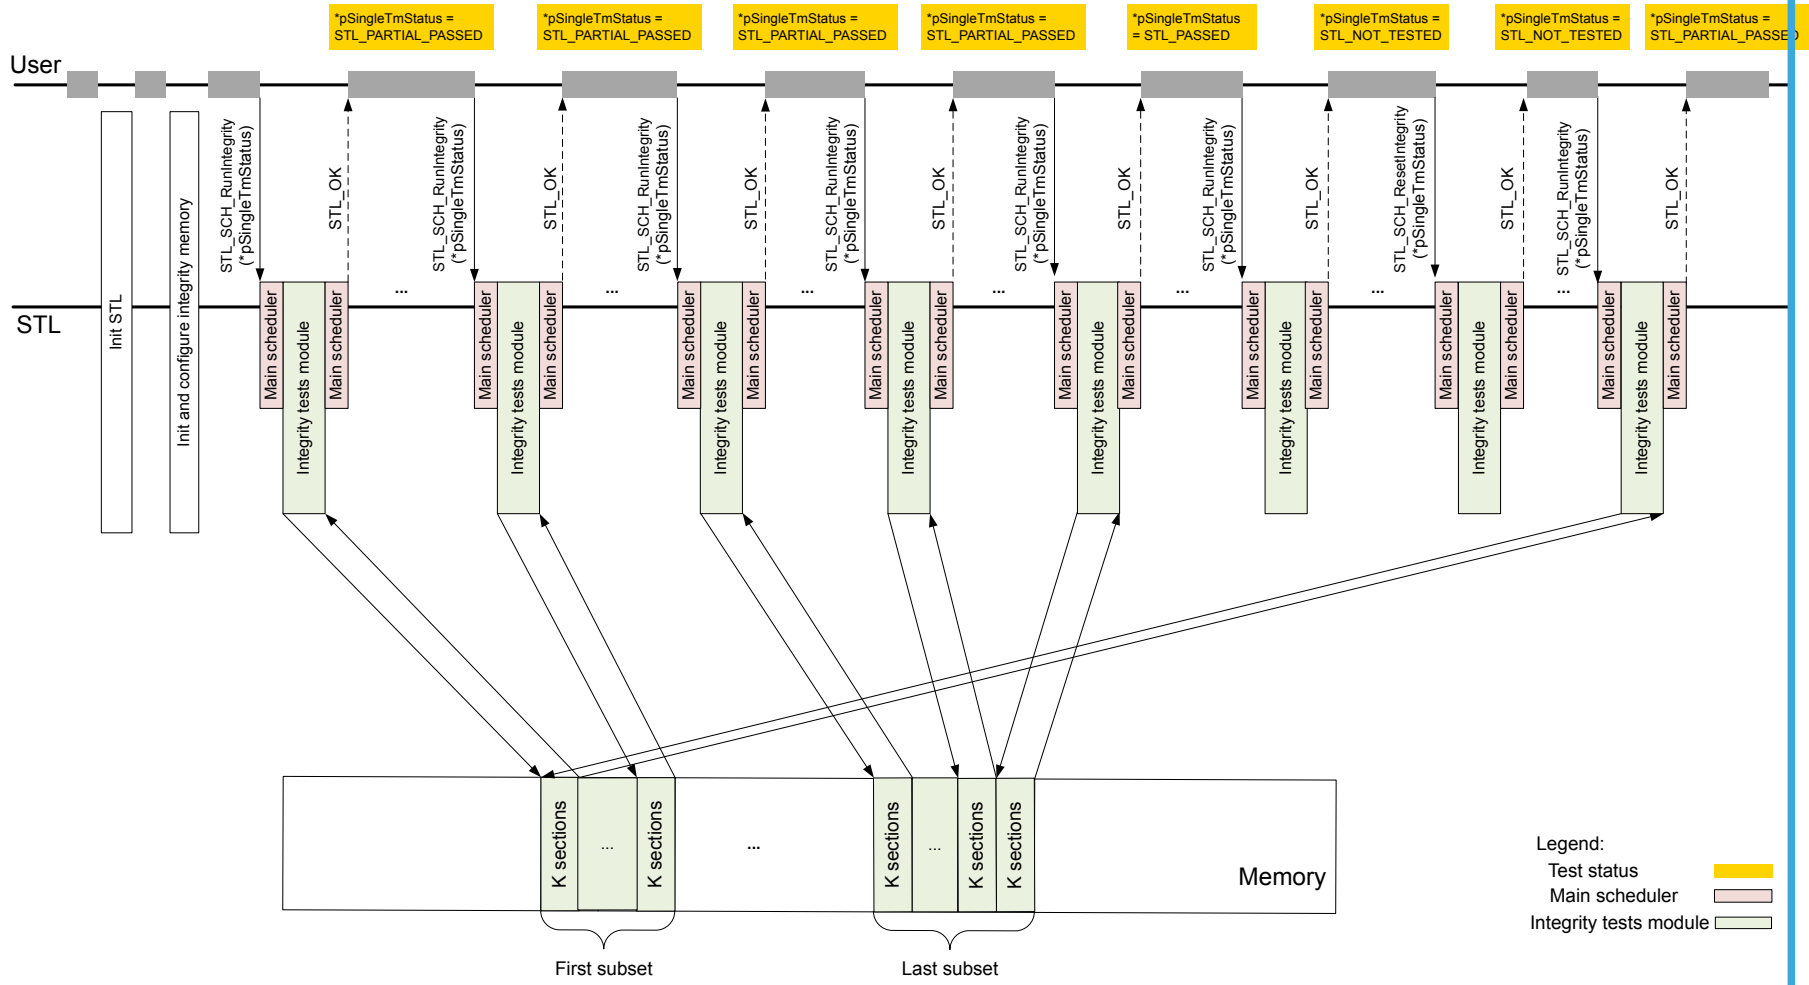 *pSingleTmStatus =
STL_PARTIAL_PASSED
*pSingleTmStatus =
STL_PARTIAL_PASSED
*pSingleTmStatus =
STL_PARTIAL_PASSED
*pSingleTmStatus =
STL_PARTIAL_PASSED
*pSingleTmStatus
= STL_PASSED
*pSingleTmStatus =
STL_NOT_TESTED
*pSingleTmStatus =
STL_NOT_TESTED
*pSingleTmStatus =
STL_PARTIAL_PASSED
User
STL_SCH_RunIntegrity
(*pSingleTmStatus)
STL_OK
STL_SCH_RunIntegrity
(*pSingleTmStatus)
STL_OK
STL_SCH_RunIntegrity
(*pSingleTmStatus)
STL_OK
STL_SCH_RunIntegrity
(*pSingleTmStatus)
STL_OK
STL_SCH_RunIntegrity
(*pSingleTmStatus)
STL_OK
STL_SCH_RunIntegrity
(*pSingleTmStatus)
STL_OK
STL_SCH_ResetIntegrity
(*pSingleTmStatus)
STL_OK
STL_SCH_RunIntegrity
(*pSingleTmStatus)
STL_OK
STL
Init STL
Init and configure integrity memory
Main scheduler
Integrity tests module
Main scheduler
...
Main scheduler
Integrity tests module
Main scheduler
...
Main scheduler
Integrity tests module
Main scheduler
...
Main scheduler
Integrity tests module
Main scheduler
...
Main scheduler
Integrity tests module
Main scheduler
...
Main scheduler
Integrity tests module
Main scheduler
...
Main scheduler
Integrity tests module
Main scheduler
...
Main scheduler
Integrity tests module
Main scheduler
K sections
...
K sections
...
K sections
...
K sections
K sections
Memory
First subset
Last subset
Legend:
Test status
Main scheduler
Integrity tests module